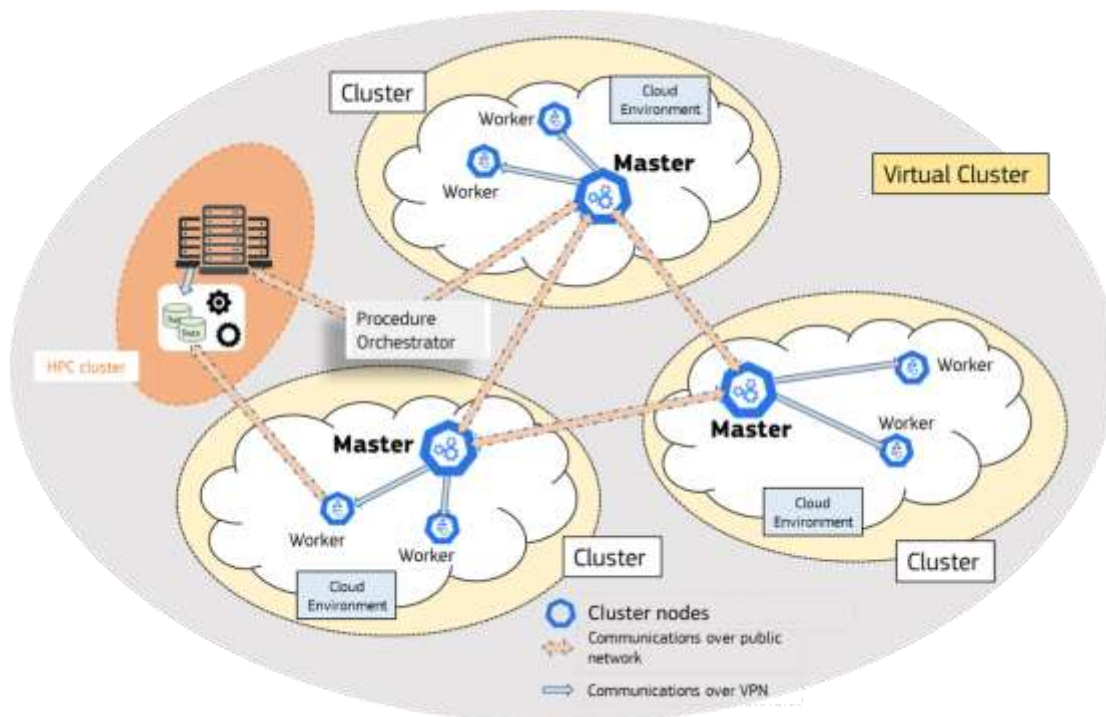 Cluster
Cloud
Environment
Worker
Master
Worker
Virtual Cluster
Procedure
Orchestrator
Data
HPC cluster
Worker
Master
Worker
Master
Cloud
Environment
Worker
Worker
Cluster
Cluster
Cloud
Environment
Cluster nodes
Communications over public
network
Communications over VPN